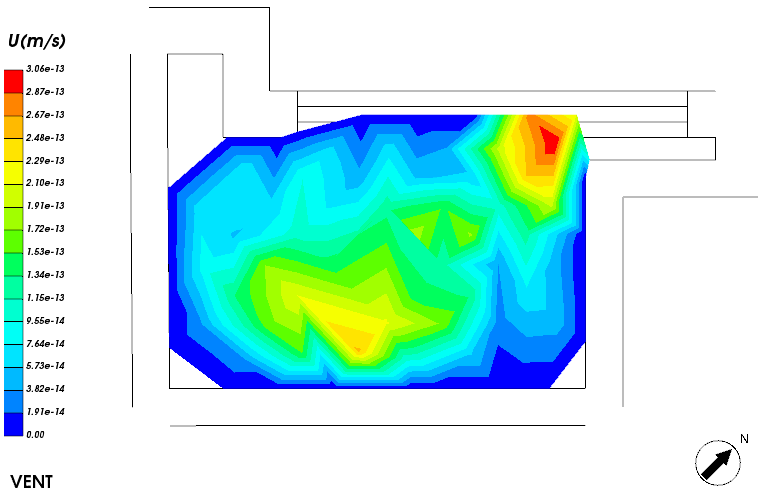 U(m/s)
3.06e-13
2.87e-13
2.67e-13
2.48e-13
2.29e-13
2.10e-13
1.91e-13
1.72e-13
1.53e-13
1.34e-13
1.15e-13
9.55e-14
7.64e-14
5.73e-14
3.82e-14
1.91e-14
0.00
N
VENT